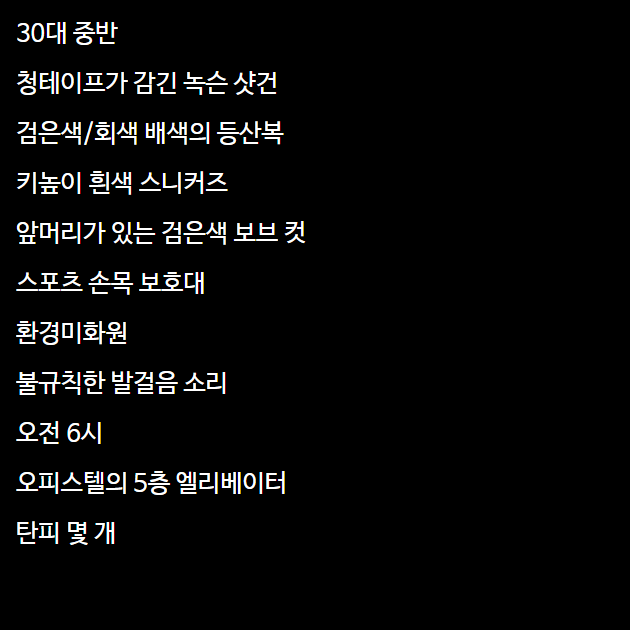 30대 중반
청테이프가 감긴 녹슨 샷건
검은색/회색 배색의 등산복
키높이 흰색 스니커즈
앞머리가 있는 검은색 보브 컷
스포츠 손목 보호대
환경미화원
불규칙한 발걸음 소리
오전 6시
오피스텔의 5층 엘리베이터
탄피 몇 개